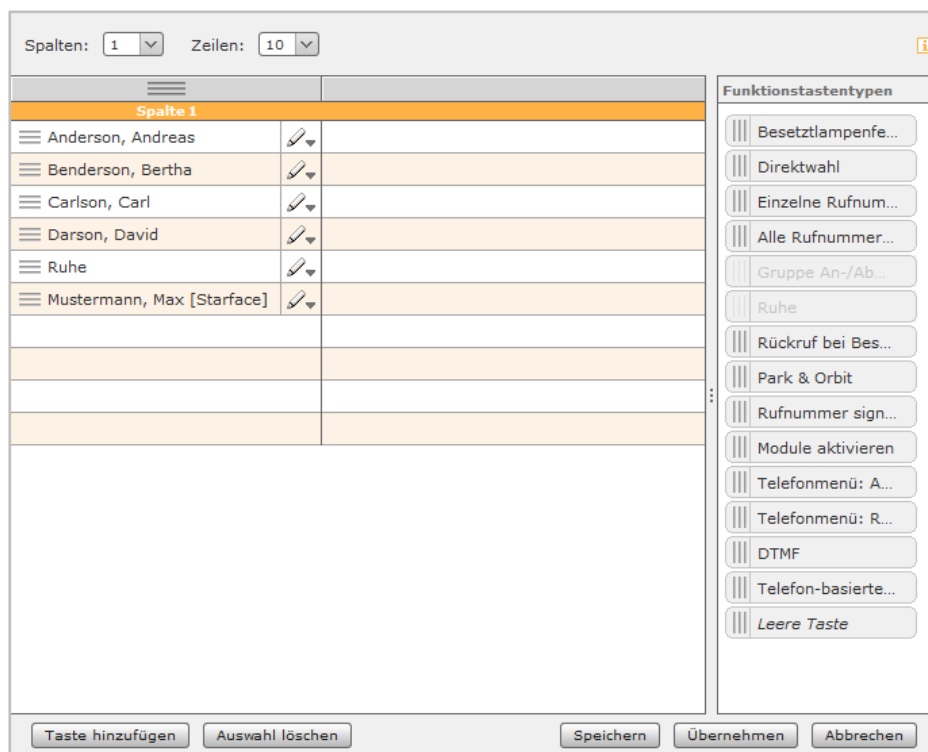 Spalten: 1 Zeilen: 10
Funktionstastentypen
Spalte 1
Anderson, Andreas
Benderson, Bertha
Carlson, Carl
Darson, David
Ruhe
Mustermann, Max [Starface]
Besetztlampenfe...
Direktwahl
Einzelne Rufnum...
Alle Rufnummer...
Gruppe An-/Ab...
Ruhe
Rückruf bei Bes...
Park & Orbit
Rufnummer sign...
Module aktivieren
Telefonmenü: A...
Telefonmenü: R...
DTMF
Telefon-basierte...
Leere Taste
Taste hinzufügen Auswahl löschen Speichern Übernehmen Abbrechen